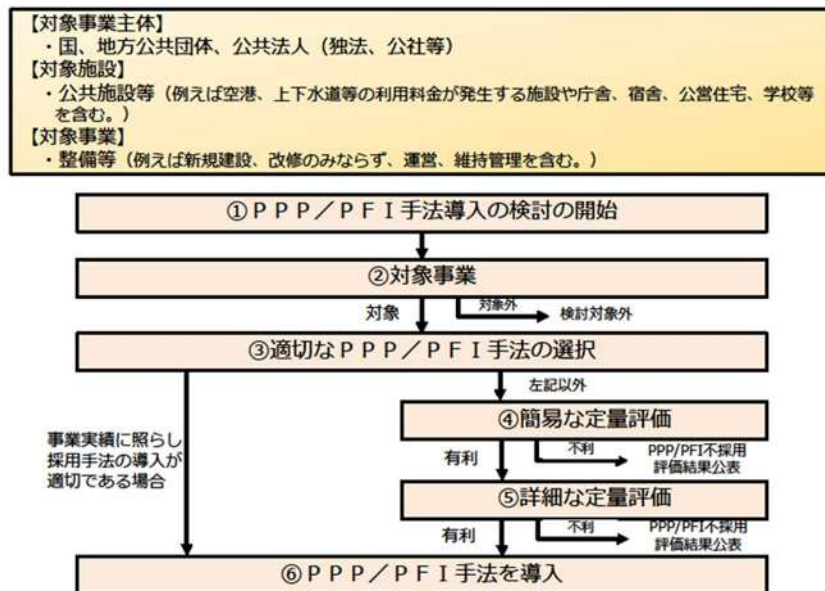 【対象事業主体】
・国、地方公共団体、公共法人（独法、公社等）
【対象施設】
・公共施設等（例えば空港、上下水道等の利用料金が発生する施設や庁舎、宿舎、公営住宅、学校等
を含む。）
【対象事業】
・整備等（例えば新規建設、改修のみならず、運営、維持管理を含む。）
①ＰＰＰ／ＰＦＩ手法導入の検討の開始
②対象事業
対象
対象外
検討対象外
③適切なＰＰＰ／ＰＦＩ手法の選択
左記以外
④簡易な定量評価
事業実績に照らし
採用手法の導入が
適切である場合
有利
不利
PPP/PFI不採用
評価結果公表
⑤詳細な定量評価
有利
不利
PPP/PFI不採用
評価結果公表
⑥ＰＰＰ／ＰＦＩ手法を導入